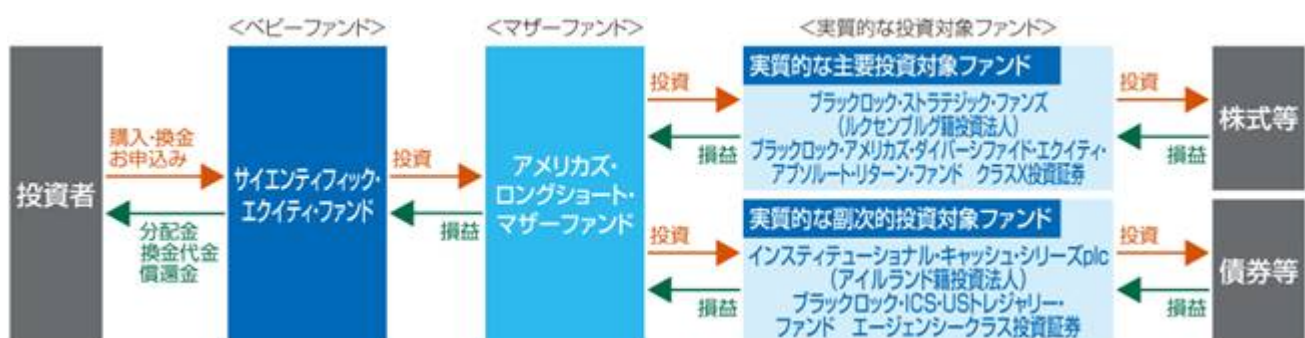 ＜ベビーファンド＞
＜マザーファンド＞
＜実質的な投資対象ファンド＞
投資者
購入・換金
お申込み
分配金
換金代金
償還金
サイエンティフィック・
エクイティ・ファンド
投資
損益
アメリカズ・
ロングショート・
マザーファンド
投資
損益
実質的な主要投資対象ファンド
ブラックロック・ストラテジック・ファンズ
（ルクセンブルグ籍投資法人）
ブラックロック・アメリカズ・ダイバーシファイド・エクイティ・
アブソルート・リターン・ファンド　クラスX投資証券
投資
損益
株式等
投資
損益
実質的な副次的投資対象ファンド
インスティテューショナル・キャッシュ・シリーズplc
（アイルランド籍投資法人）
ブラックロック・ICS・USトレジャリー・
ファンド　エージェンシークラス投資証券
投資
損益
債券等